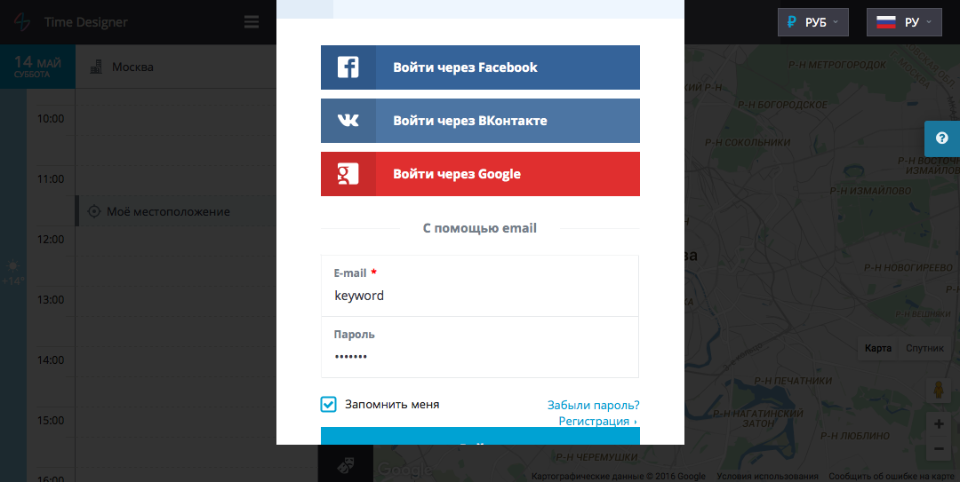 Time Designer
РУБ
РУ
14 МАЙ
СУББОТА
Москва
10:00
11:00
Моё местоположение
12:00
+14°
13:00
14:00
15:00
16:00
Войти через Facebook
Войти через ВКонтакте
Войти через Google
С помощью email
E-mail *
keyword
Пароль
•••••••
Запомнить меня
Забыли пароль?
Регистрация ›
Р-Н МЕТРОГОРОДОК
Р-Н БОГОРОДСКОЕ
Р-Н СОКОЛЬНИКИ
?
Р-Н ИЗМАЙЛОВО
Р-Н НОВОГИРЕЕВО
Карта
Спутник
Р-Н ПЕЧАТНИКИ
Р-Н НАГАТИНСКИЙ
ЗАТОН
Р-Н ЛЮБЛИНО
+
−
Р-Н ЧЕРЕМУШКИ
Google
Картографические данные © 2016 Google
Условия использования
Сообщить об ошибке на карте